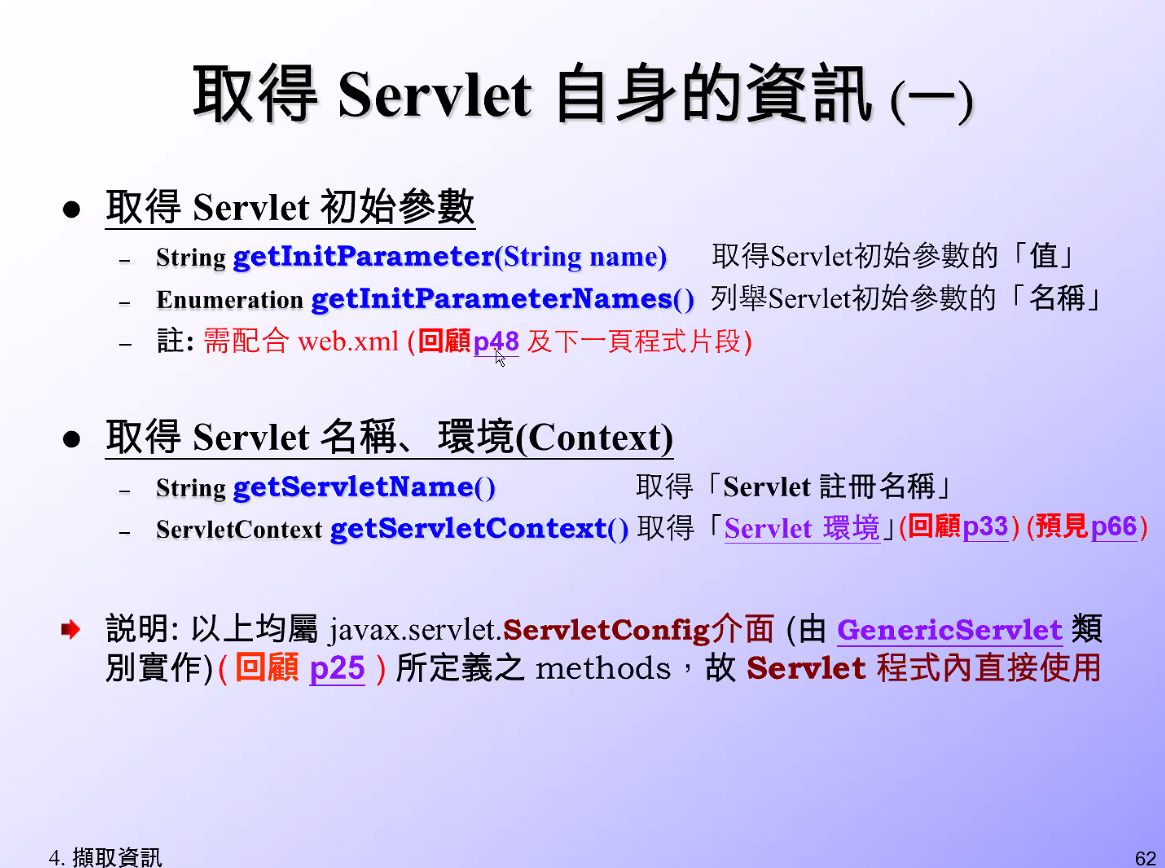 取得 Servlet 自身的資訊 (一)
● 取得 Servlet 初始參數
– String getInitParameter(String name) 取得Servlet初始參數的「值」
– Enumeration getInitParameterNames() 列舉Servlet初始參數的「名稱」
– 註: 需配合 web.xml (回顧p48 及下一頁程式片段)
● 取得 Servlet 名稱、環境(Context)
– String getServletName() 取得「Servlet 註冊名稱」
– ServletContext getServletContext() 取得「Servlet 環境」(回顧p33) (預見p66)
説明: 以上均屬 javax.servlet.ServletConfig介面 (由 GenericServlet 類
別實作)( 回顧 p25 ) 所定義之 methods，故 Servlet 程式內直接使用
4. 擷取資訊
62